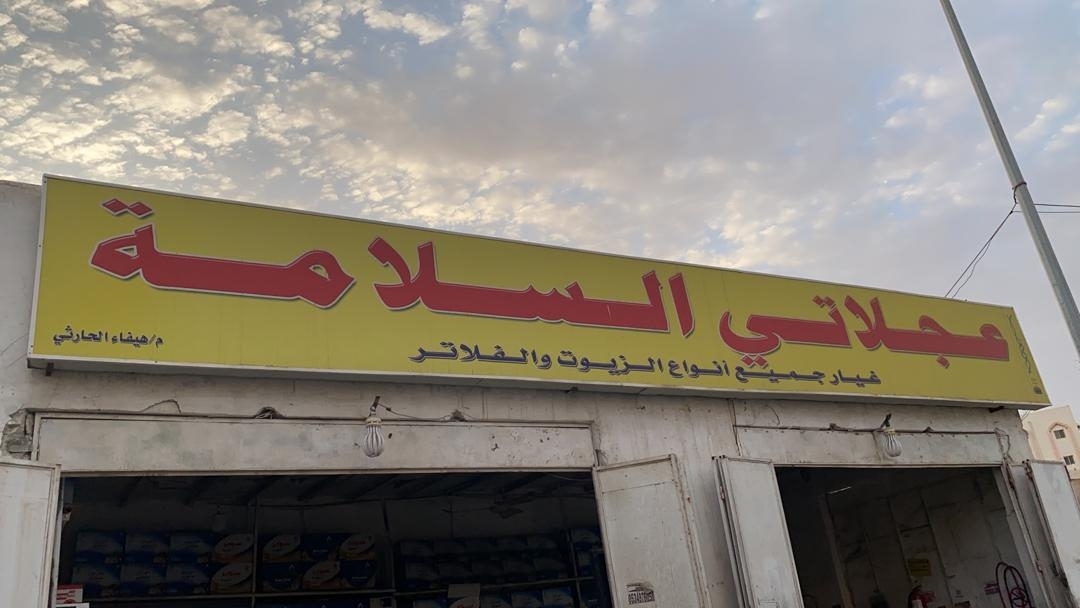 عجلاتي السلامة
غيار جميع أنواع الزيوت والفلاتر
م/هيفاء الحارثي